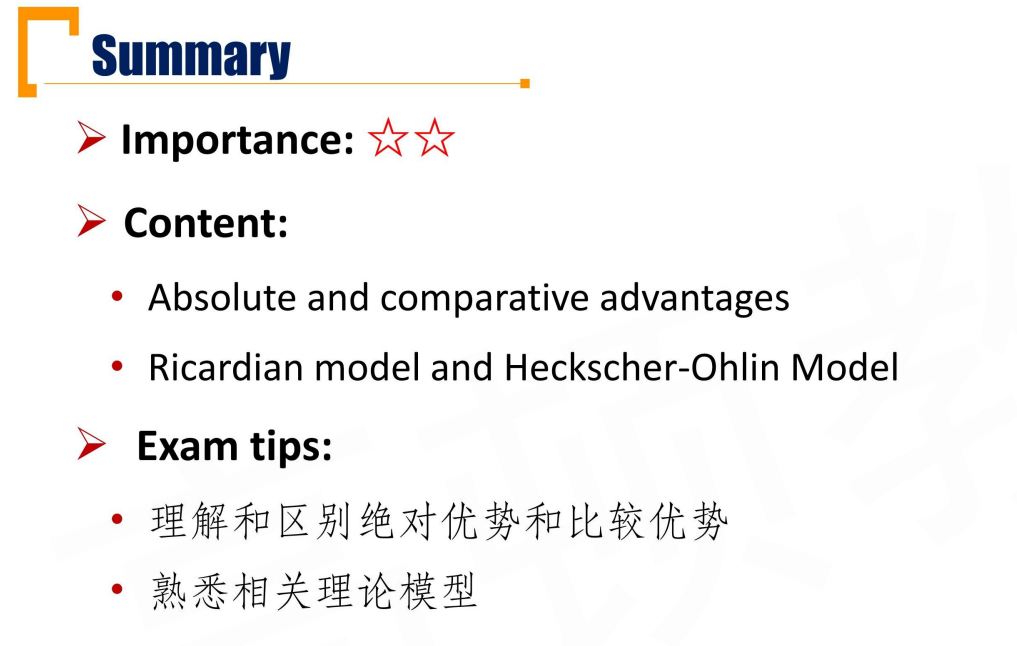 Summary
➢ Importance: ☆☆
➢ Content:
• Absolute and comparative advantages
• Ricardian model and Heckscher-Ohlin Model
➢ Exam tips:
• 理解和区别绝对优势和比较优势
• 熟悉相关理论模型